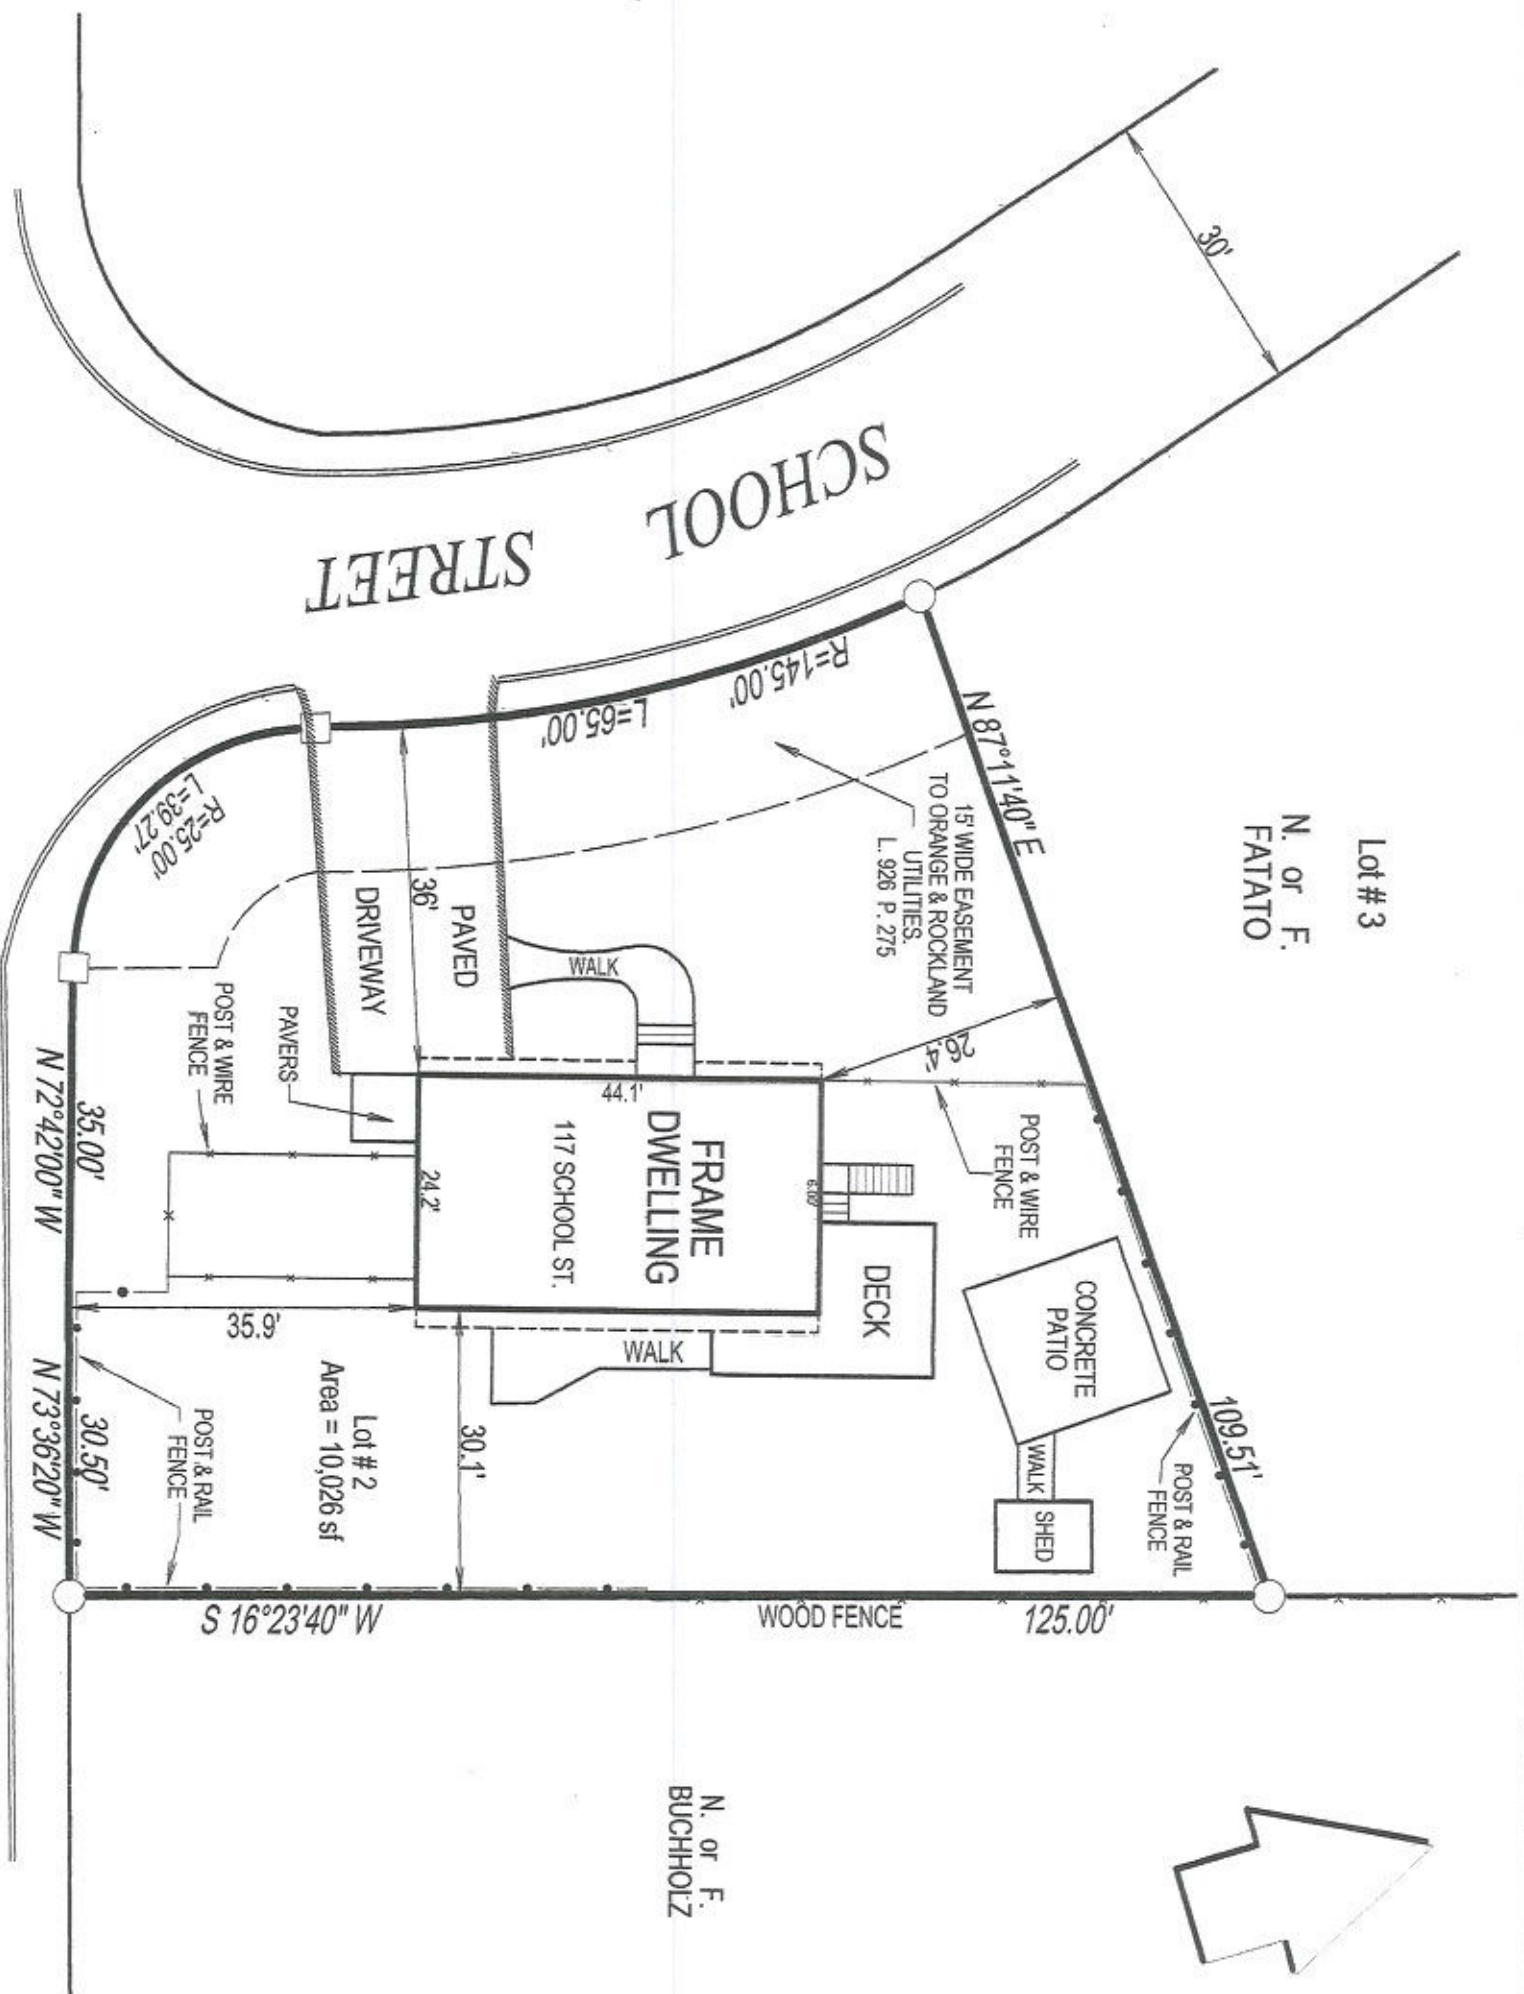 30'
SCHOOL
STREET
R=145.00'
L=65.00'
R=25.00'
L=39.27'
Lot # 3
N. or F.
FATATO
N 87°11'40" E
109.51'
15' WIDE EASEMENT
TO ORANGE & ROCKLAND
UTILITIES.
L. 926 P. 275
26.4'
36'
PAVED
DRIVEWAY
WALK
PAVERS
POST & WIRE
FENCE
POST & WIRE
FENCE
44.1'
FRAME
DWELLING
117 SCHOOL ST.
24.2'
6.00'
DECK
CONCRETE
PATIO
WALK
SHED
POST & RAIL
FENCE
WALK
35.9'
30.1'
Lot # 2
Area = 10,026 sf
POST & RAIL
FENCE
35.00'
N 72°42'00" W
30.50'
N 73°36'20" W
S 16°23'40" W
WOOD FENCE
125.00'
N. or F.
BUCHHOLZ